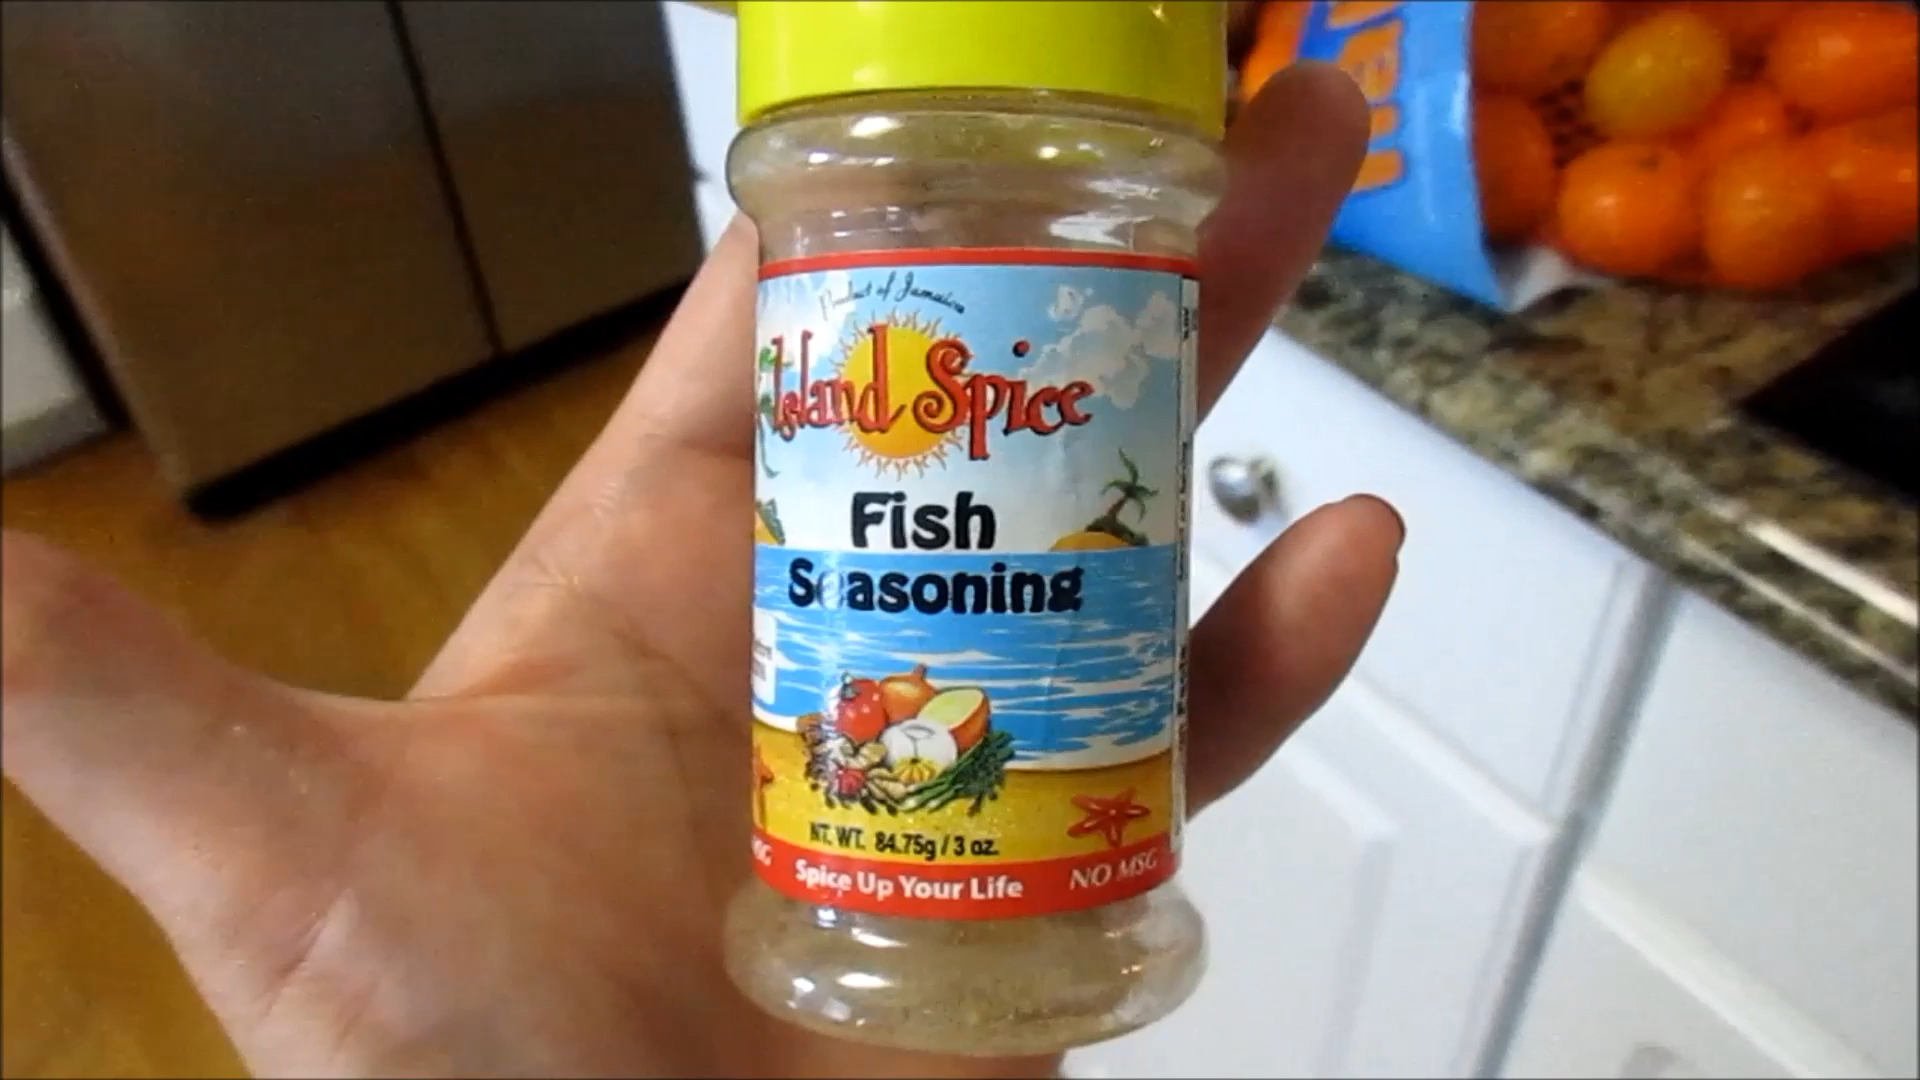 Product of Jamaica
Island Spice
Fish
Seasoning
NT. WT. 84.75g / 3 oz.
Spice Up Your Life
NO MSG